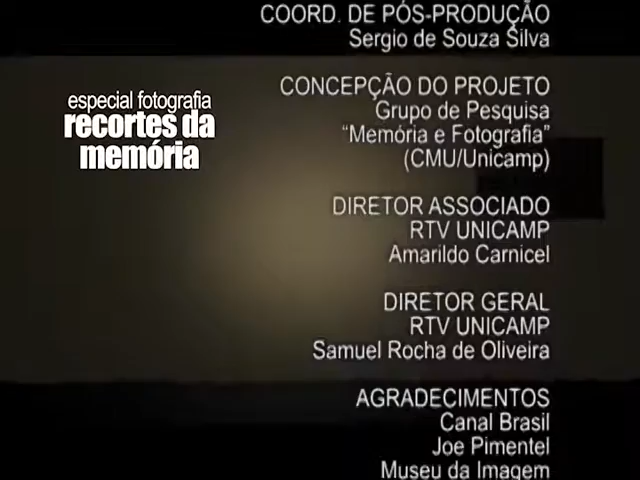 COORD. DE PÓS-PRODUÇÃO
Sergio de Souza Silva
especial fotografia
recortes da
memória
CONCEPÇÃO DO PROJETO
Grupo de Pesquisa
“Memória e Fotografia”
(CMU/Unicamp)
DIRETOR ASSOCIADO
RTV UNICAMP
Amarildo Carnicel
DIRETOR GERAL
RTV UNICAMP
Samuel Rocha de Oliveira
AGRADECIMENTOS
Canal Brasil
Joe Pimentel
Museu da Imagem